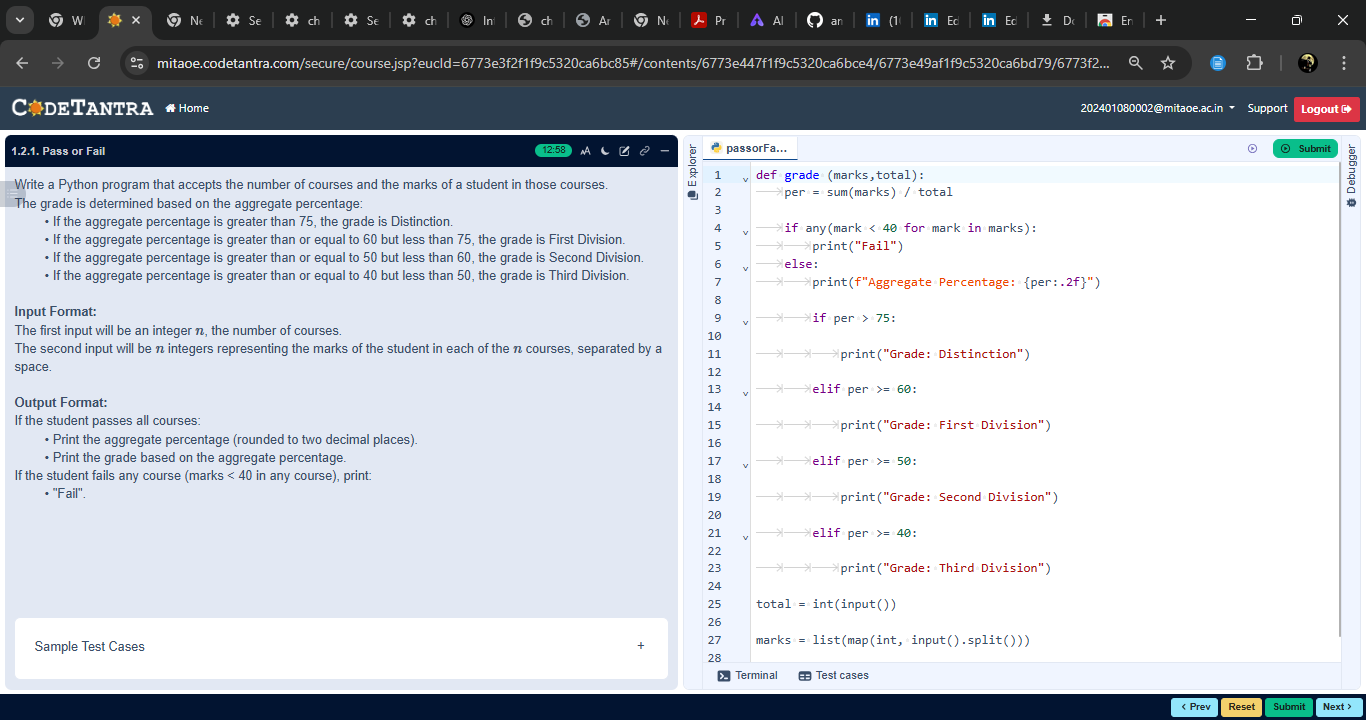 Wl
Ne
Se
ch
Se
ch
In
ch
Ar
Ne
Pr
Al
an
(1(
Ed
Ed
Do
En
mitaoe.codetantra.com/secure/course.jsp?eucId=6773e3f2f1f9c5320ca6bc85#/contents/6773e447f1f9c5320ca6bce4/6773e49af1f9c5320ca6bd79/6773f2...
CODETANTRA
Home
202401080002@mitaoe.ac.in
Support
Logout
1.2.1. Pass or Fail
12:58
AA
Write a Python program that accepts the number of courses and the marks of a student in those courses.
The grade is determined based on the aggregate percentage:
• If the aggregate percentage is greater than 75, the grade is Distinction.
• If the aggregate percentage is greater than or equal to 60 but less than 75, the grade is First Division.
• If the aggregate percentage is greater than or equal to 50 but less than 60, the grade is Second Division.
• If the aggregate percentage is greater than or equal to 40 but less than 50, the grade is Third Division.
Input Format:
The first input will be an integer n, the number of courses.
The second input will be n integers representing the marks of the student in each of the n courses, separated by a
space.
Output Format:
If the student passes all courses:
• Print the aggregate percentage (rounded to two decimal places).
• Print the grade based on the aggregate percentage.
If the student fails any course (marks < 40 in any course), print:
• "Fail".
Sample Test Cases
+
Explorer
passorFa...
Submit
Debugger
1 def grade (marks,total):
2 per = sum(marks) / total
3
4 if any(mark < 40 for mark in marks):
5 print("Fail")
6 else:
7 print(f"Aggregate Percentage: {per:.2f}")
8
9 if per > 75:
10
11 print("Grade: Distinction")
12
13 elif per >= 60:
14
15 print("Grade: First Division")
16
17 elif per >= 50:
18
19 print("Grade: Second Division")
20
21 elif per >= 40:
22
23 print("Grade: Third Division")
24
25 total = int(input())
26
27 marks = list(map(int, input().split()))
28
Terminal
Test cases
< Prev
Reset
Submit
Next >